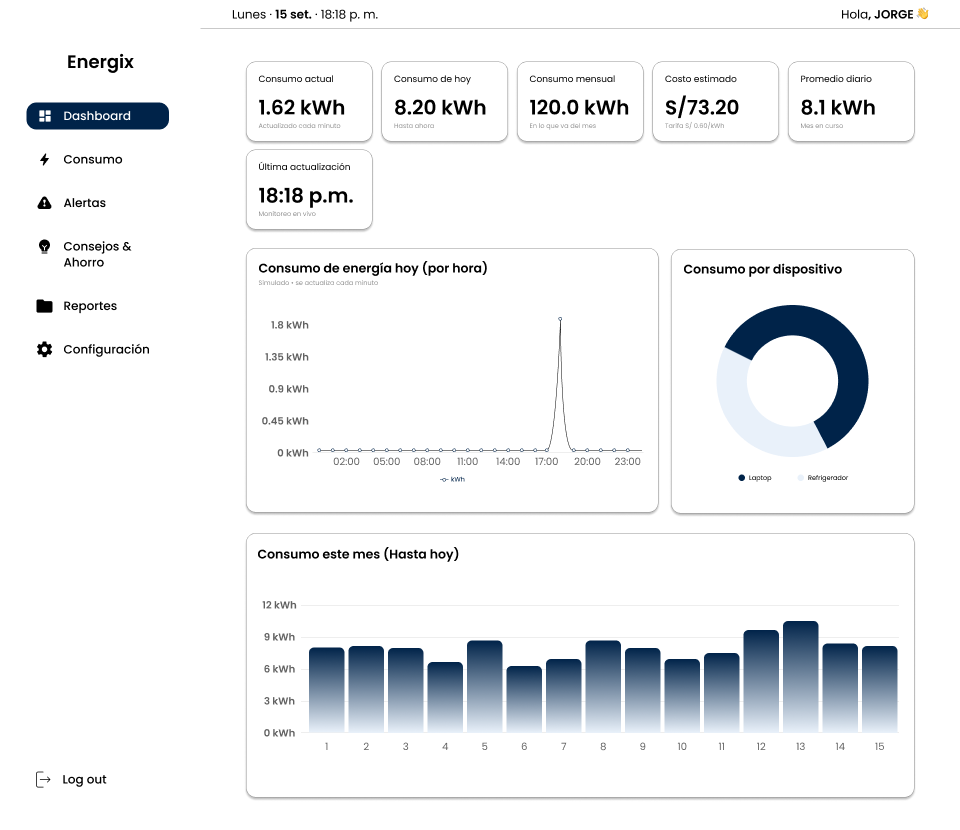 Lunes · 15 set. · 18:18 p. m.
Hola, JORGE 👋
Energix
Dashboard
Consumo
Alertas
Consejos &
Ahorro
Reportes
Configuración
Log out
Consumo actual
1.62 kWh
Actualizado cada minuto
Consumo de hoy
8.20 kWh
Hasta ahora
Consumo mensual
120.0 kWh
En lo que va del mes
Costo estimado
S/73.20
Tarifa S/ 0.60/kWh
Promedio diario
8.1 kWh
Mes en curso
Última actualización
18:18 p.m.
Monitoreo en vivo
Consumo de energía hoy (por hora)
Simulado • se actualiza cada minuto
1.8 kWh
1.35 kWh
0.9 kWh
0.45 kWh
0 kWh
02:00 05:00 08:00 11:00 14:00 17:00 20:00 23:00
kWh
Consumo por dispositivo
Laptop Refrigerador
Consumo este mes (Hasta hoy)
12 kWh
9 kWh
6 kWh
3 kWh
0 kWh
1 2 3 4 5 6 7 8 9 10 11 12 13 14 15